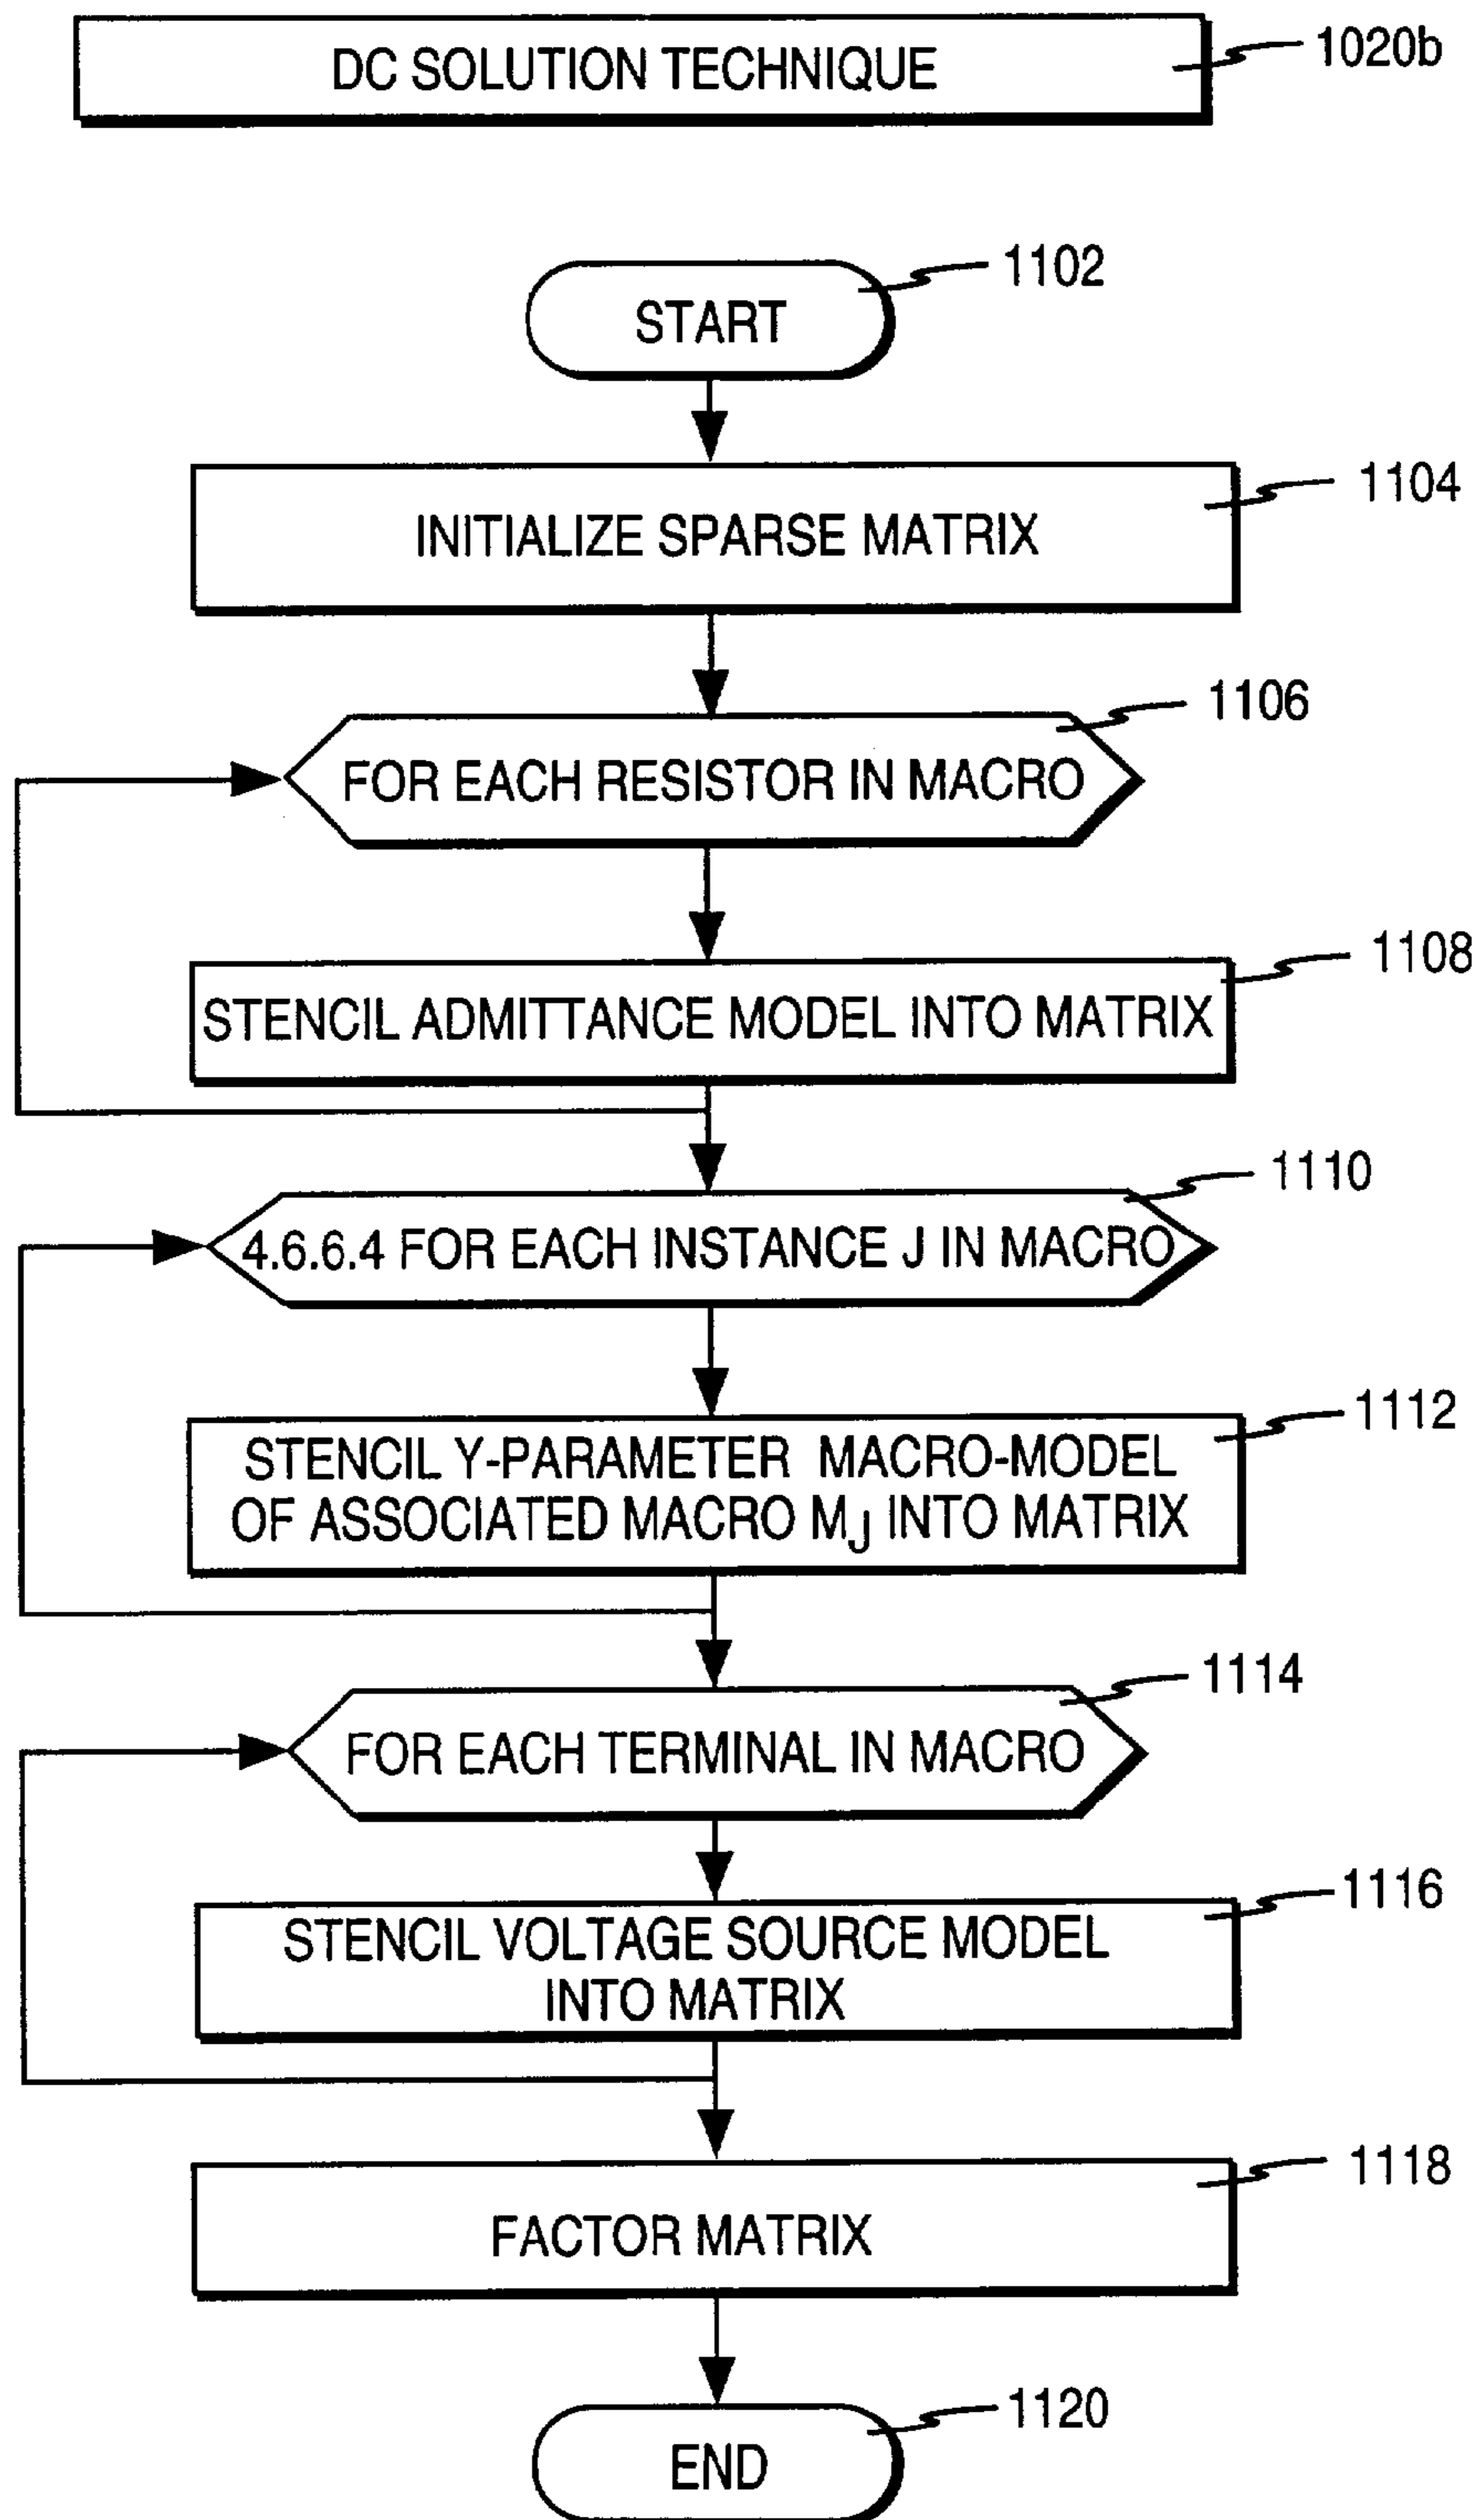 DC SOLUTION TECHNIQUE
1020b
START
1102
INITIALIZE SPARSE MATRIX
1104
FOR EACH RESISTOR IN MACRO
1106
STENCIL ADMITTANCE MODEL INTO MATRIX
1108
4.6.6.4 FOR EACH INSTANCE J IN MACRO
1110
STENCIL Y-PARAMETER MACRO-MODEL
OF ASSOCIATED MACRO MJ INTO MATRIX
1112
FOR EACH TERMINAL IN MACRO
1114
STENCIL VOLTAGE SOURCE MODEL
INTO MATRIX
1116
FACTOR MATRIX
1118
END
1120